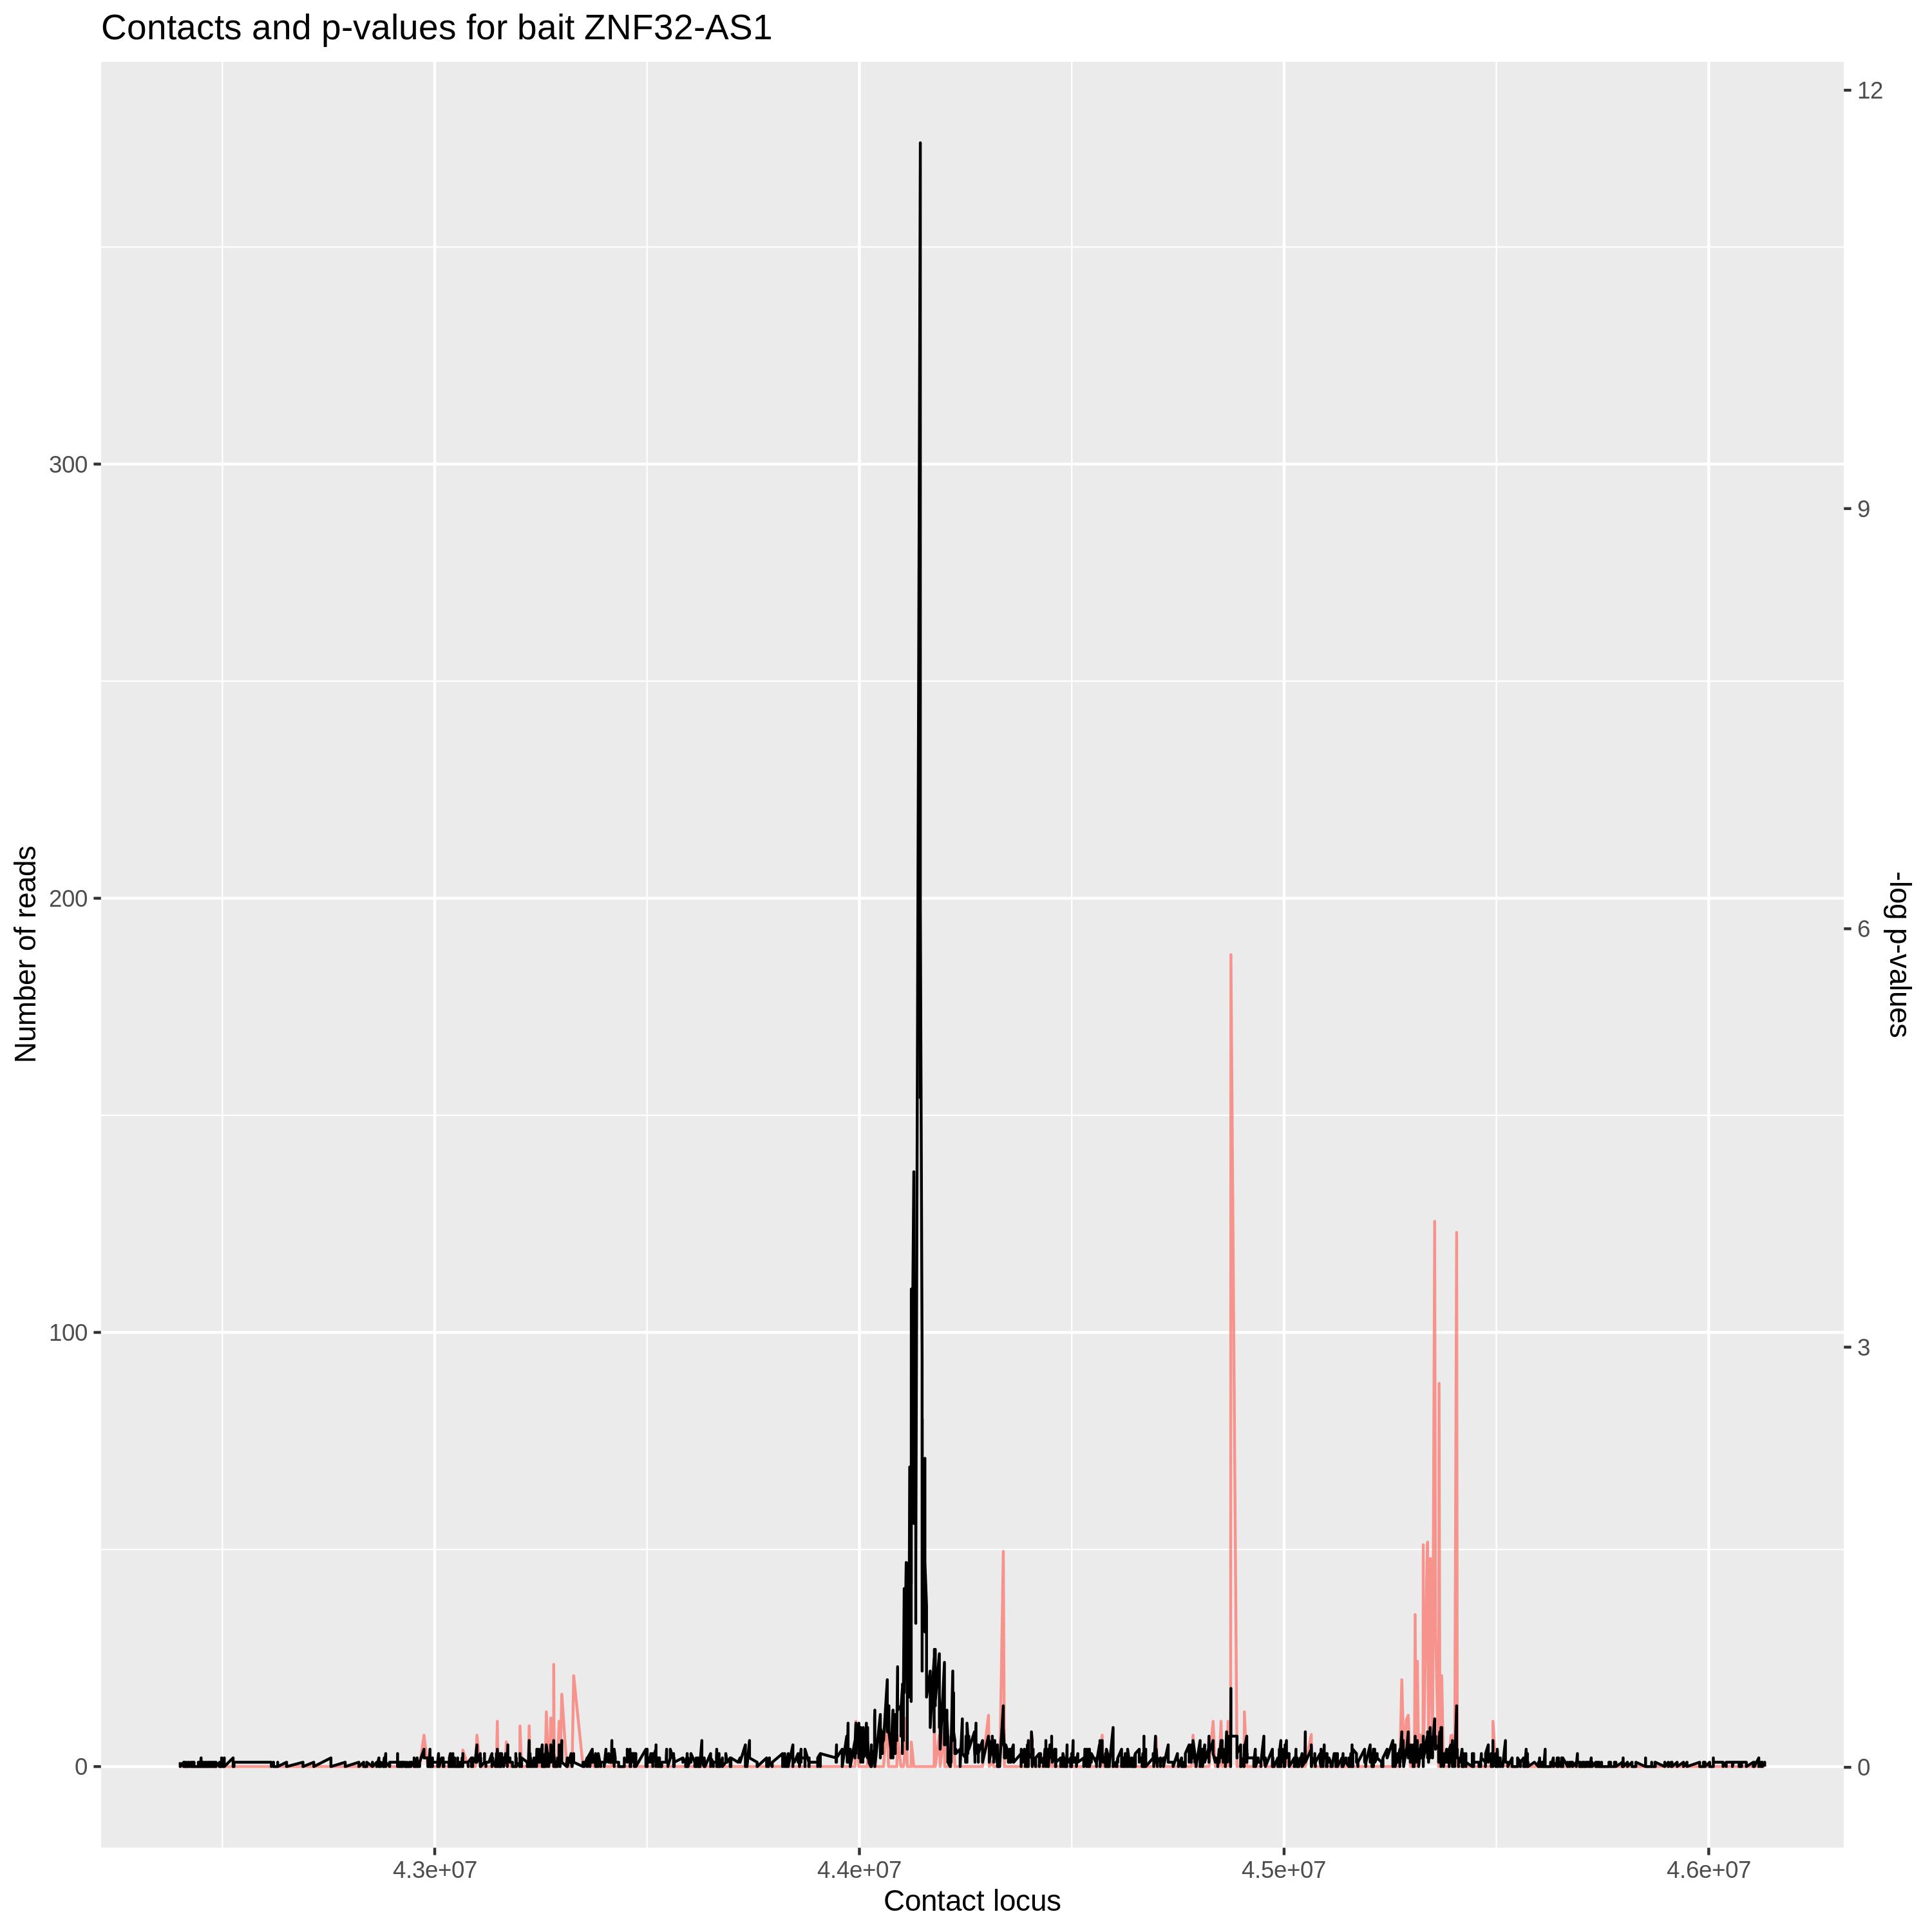 Contacts and p-values for bait ZNF32-AS1
12
300
9
200
6
100
3
0
0
Number of reads
-log p-values
4.3e+07
4.4e+07
4.5e+07
4.6e+07
Contact locus